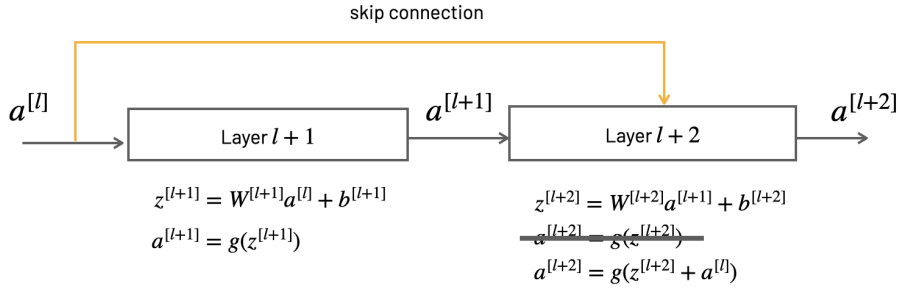 skip connection
a^{[l]}
Layer l + 1
a^{[l+1]}
Layer l + 2
a^{[l+2]}
z^{[l+1]} = W^{[l+1]}a^{[l]} + b^{[l+1]}
a^{[l+1]} = g(z^{[l+1]})
z^{[l+2]} = W^{[l+2]}a^{[l+1]} + b^{[l+2]}
a^{[l+2]} = g(z^{[l+2]})
a^{[l+2]} = g(z^{[l+2]} + a^{[l]})